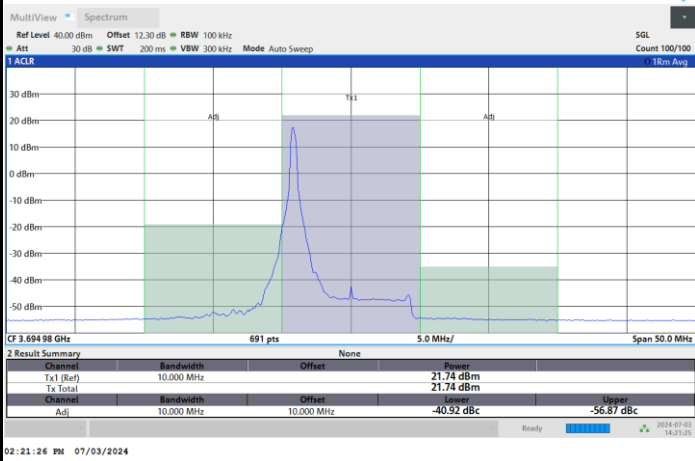 MultiView Spectrum
Ref Level 40.00 dBm Offset 12.30 dB RBW 100 kHz SGL
Att 30 dB SWT 200 ms VBW 300 kHz Mode Auto Sweep Count 100/100
1 ACLR 1Rm Avg
30 dBm
Tx1
20 dBm
Adj Adj
10 dBm
0 dBm
-10 dBm
-20 dBm
-30 dBm
-40 dBm
-50 dBm
CF 3.694 98 GHz 691 pts 5.0 MHz/ Span 50.0 MHz
2 Result Summary None
Channel Bandwidth Offset Power
Tx1 (Ref) 10.000 MHz 21.74 dBm
Tx Total 21.74 dBm
Channel Bandwidth Offset Lower Upper
Adj 10.000 MHz 10.000 MHz -40.92 dBc -56.87 dBc
Ready 2024-07-03
14:21:25
02:21:26 PM 07/03/2024